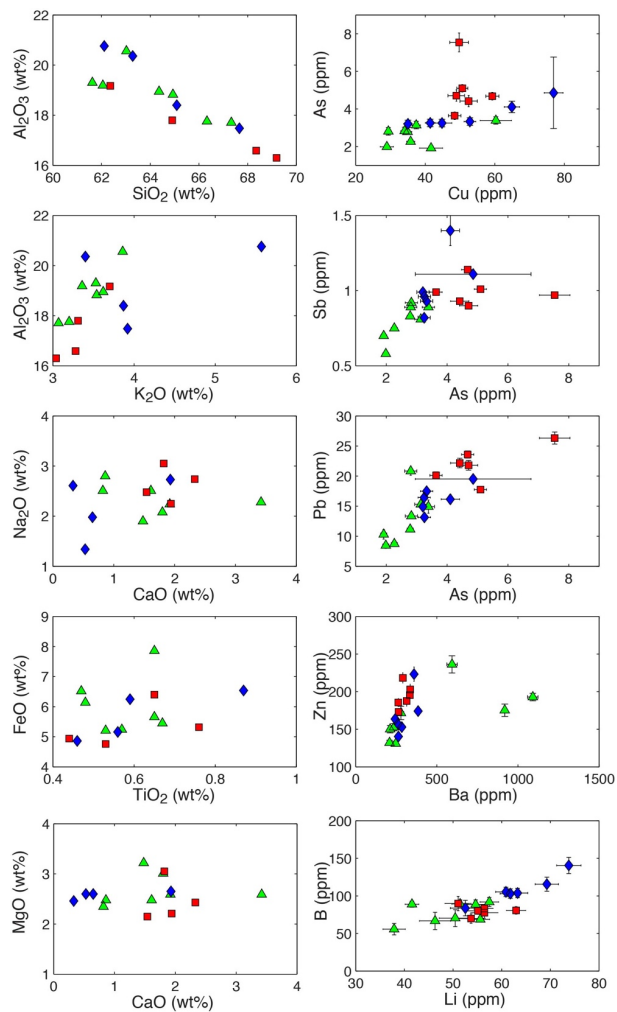 22
20
18
16
Al2O3 (wt%)
60 62 64 66 68 70
SiO2 (wt%)
8
6
4
2
As (ppm)
20 40 60 80
Cu (ppm)
22
20
18
16
Al2O3 (wt%)
3 4 5 6
K2O (wt%)
1.5
1
0.5
Sb (ppm)
2 4 6 8
As (ppm)
4
3
2
1
Na2O (wt%)
0 1 2 3 4
CaO (wt%)
30
25
20
15
10
5
Pb (ppm)
2 4 6 8
As (ppm)
9
8
7
6
5
4
FeO (wt%)
0.4 0.6 0.8 1
TiO2 (wt%)
300
250
200
150
100
Zn (ppm)
0 500 1000 1500
Ba (ppm)
4
3
2
1
MgO (wt%)
0 1 2 3 4
CaO (wt%)
200
150
100
50
0
B (ppm)
30 40 50 60 70 80
Li (ppm)